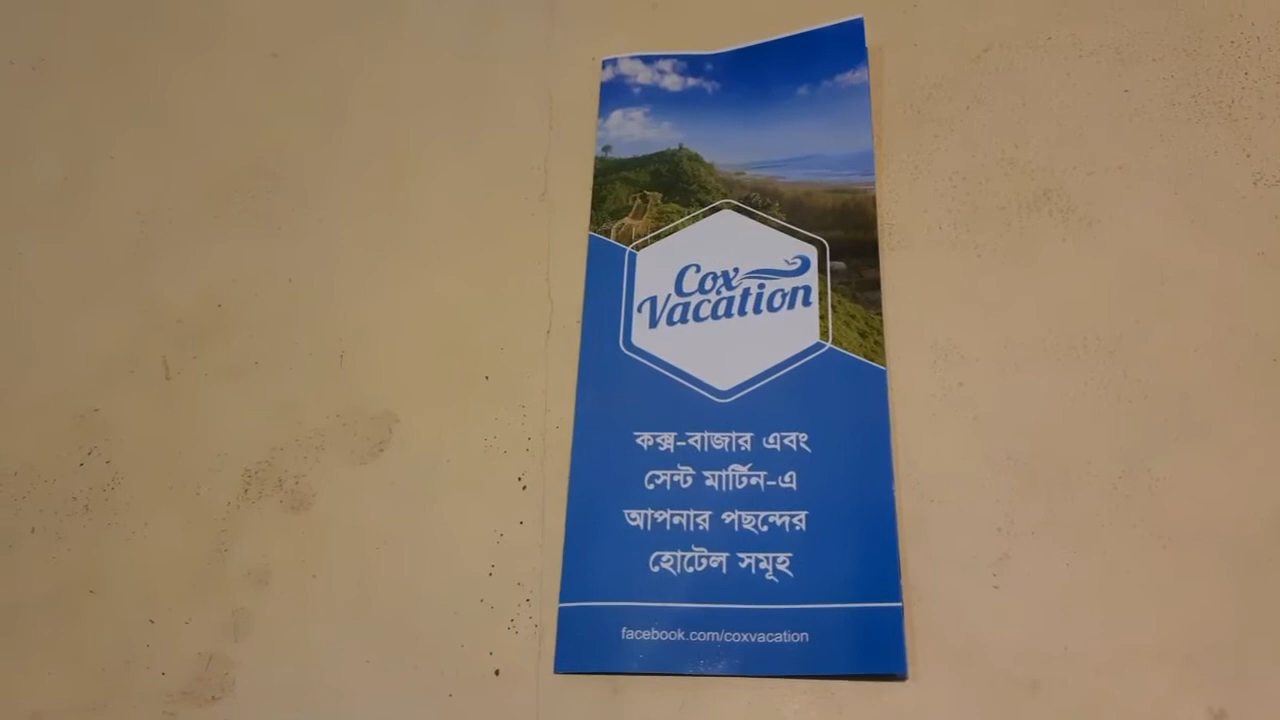 Cox
Vacation
কক্স-বাজার এবং
সেন্ট মার্টিন-এ
আপনার পছন্দের
হোটেল সমূহ
facebook.com/coxvacation